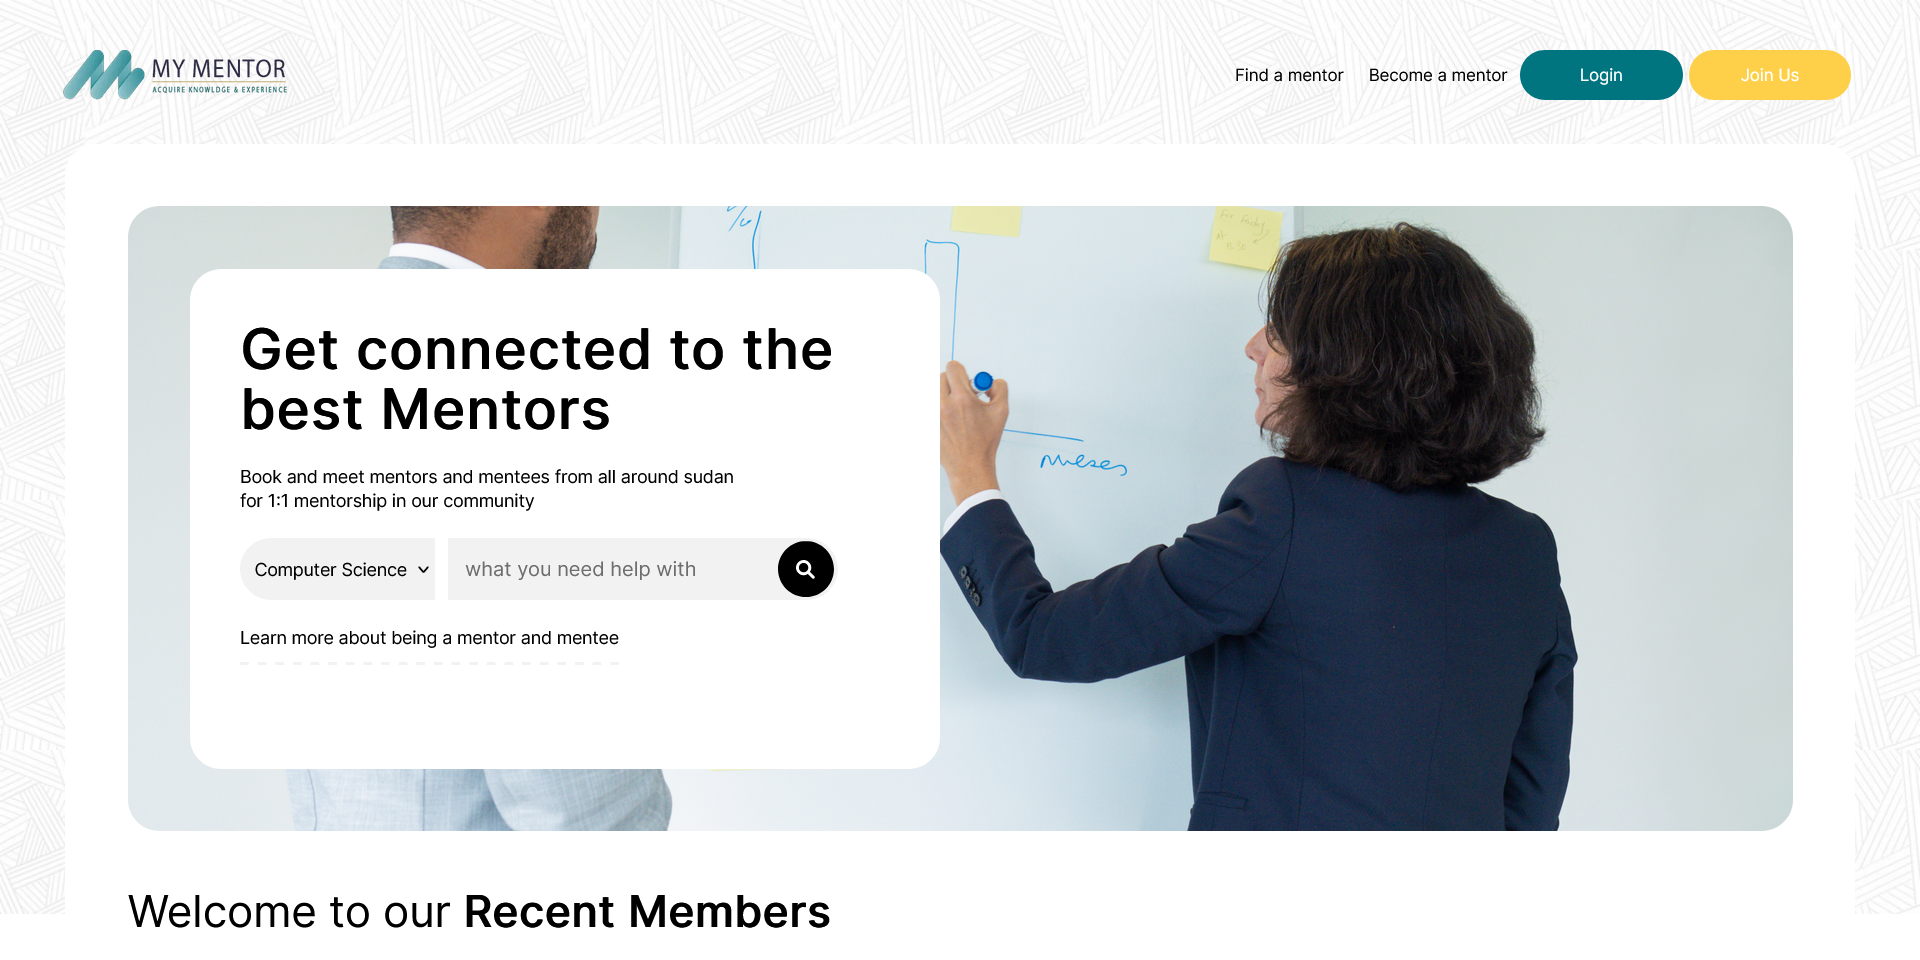 MY MENTOR
ACQUIRE KNOWLDGE & EXPERIENCE
Find a mentor
Become a mentor
Login
Join Us
Get connected to the
best Mentors
Book and meet mentors and mentees from all around sudan
for 1:1 mentorship in our community
Computer Science
what you need help with
Learn more about being a mentor and mentee
Welcome to our Recent Members